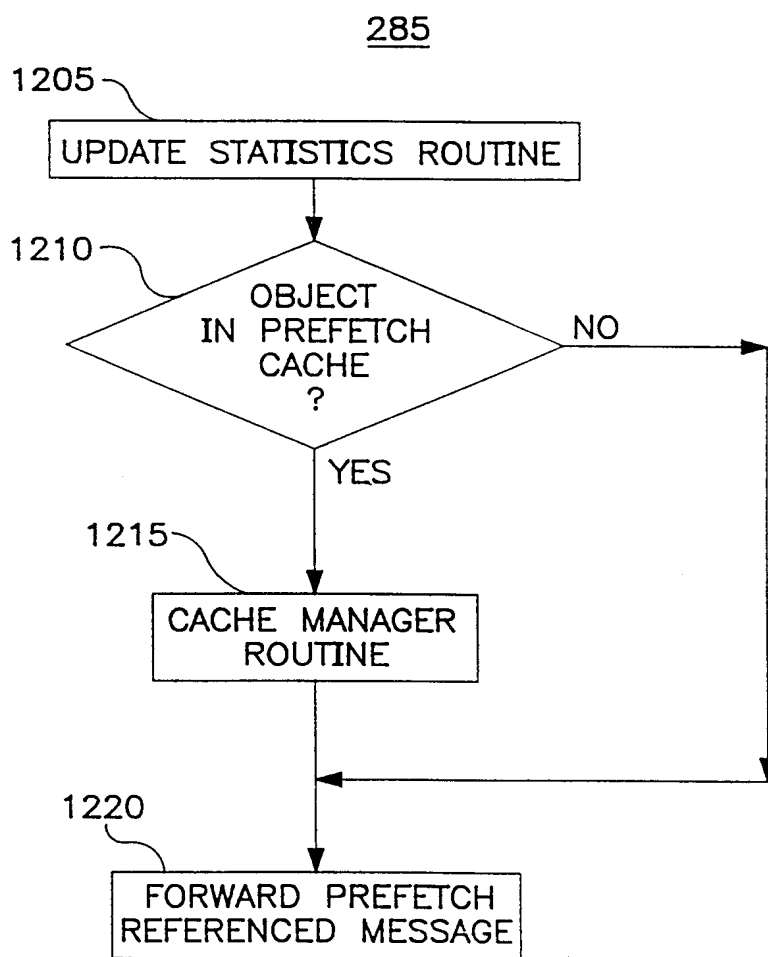 285
1205
UPDATE STATISTICS ROUTINE
1210
OBJECT
IN PREFETCH
CACHE
?
NO
YES
1215
CACHE MANAGER
ROUTINE
1220
FORWARD PREFETCH
REFERENCED MESSAGE